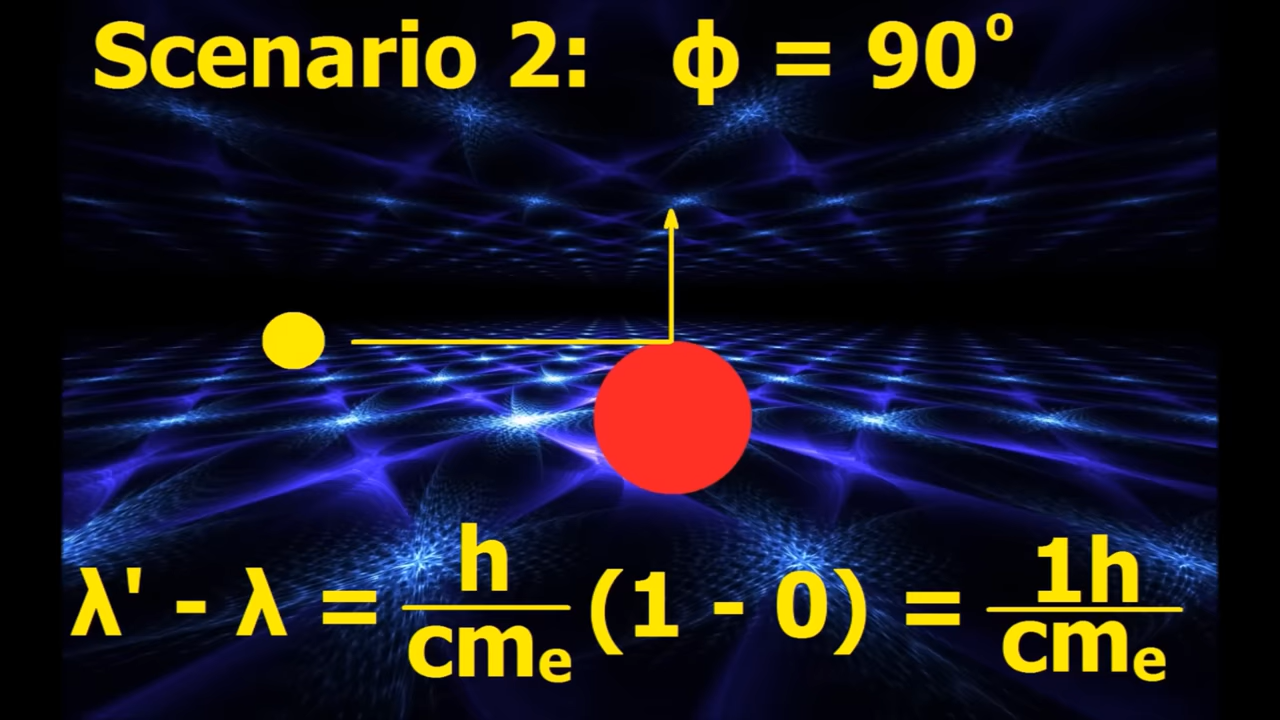 Scenario 2: ϕ = 90°
λ' - λ = h/cmₑ (1 - 0) = 1h/cmₑ